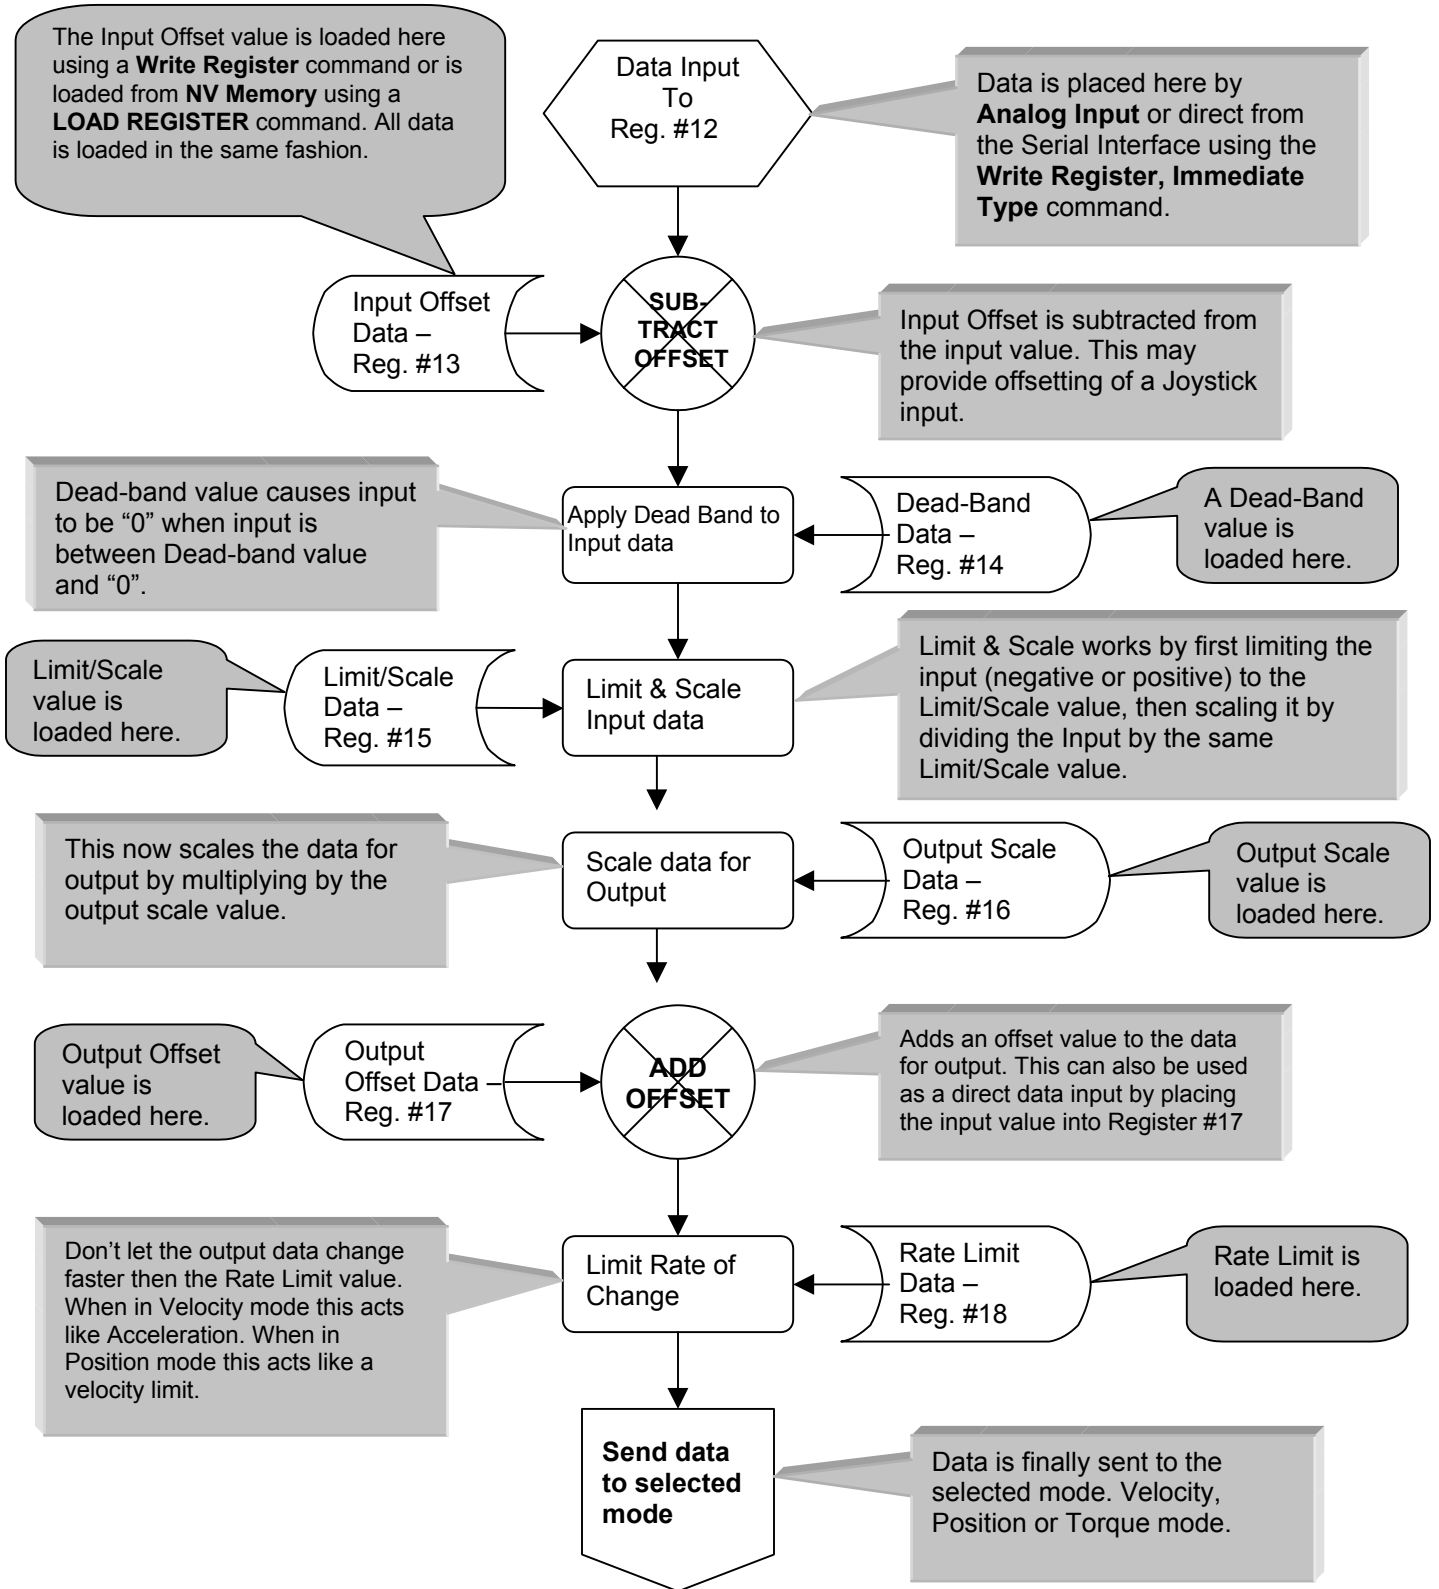 The Input Offset value is loaded here
using a Write Register command or is
loaded from NV Memory using a
LOAD REGISTER command. All data
is loaded in the same fashion.
Data Input
To
Reg. #12
Data is placed here by
Analog Input or direct from
the Serial Interface using the
Write Register, Immediate
Type command.
Input Offset
Data –
Reg. #13
SUB-
TRACT
OFFSET
Input Offset is subtracted from
the input value. This may
provide offsetting of a Joystick
input.
Dead-band value causes input
to be “0” when input is
between Dead-band value
and “0”.
Apply Dead Band to
Input data
Dead-Band
Data –
Reg. #14
A Dead-Band
value is
loaded here.
Limit/Scale
value is
loaded here.
Limit/Scale
Data –
Reg. #15
Limit & Scale
Input data
Limit & Scale works by first limiting the
input (negative or positive) to the
Limit/Scale value, then scaling it by
dividing the Input by the same
Limit/Scale value.
This now scales the data for
output by multiplying by the
output scale value.
Scale data for
Output
Output Scale
Data –
Reg. #16
Output Scale
value is
loaded here.
Output Offset
value is
loaded here.
Output
Offset Data –
Reg. #17
ADD
OFFSET
Adds an offset value to the data
for output. This can also be used
as a direct data input by placing
the input value into Register #17
Don’t let the output data change
faster then the Rate Limit value.
When in Velocity mode this acts
like Acceleration. When in
Position mode this acts like a
velocity limit.
Limit Rate of
Change
Rate Limit
Data –
Reg. #18
Rate Limit is
loaded here.
Send data
to selected
mode
Data is finally sent to the
selected mode. Velocity,
Position or Torque mode.